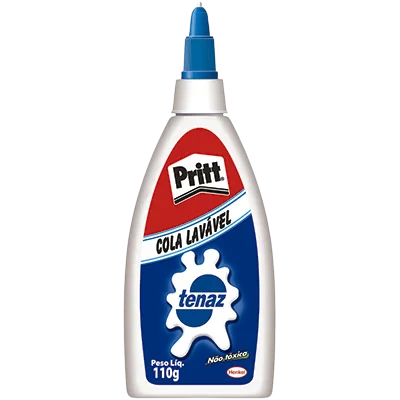 Pritt
COLA LAVÁVEL
tenaz
Não tóxico
Peso Líq.
110g
Henkel